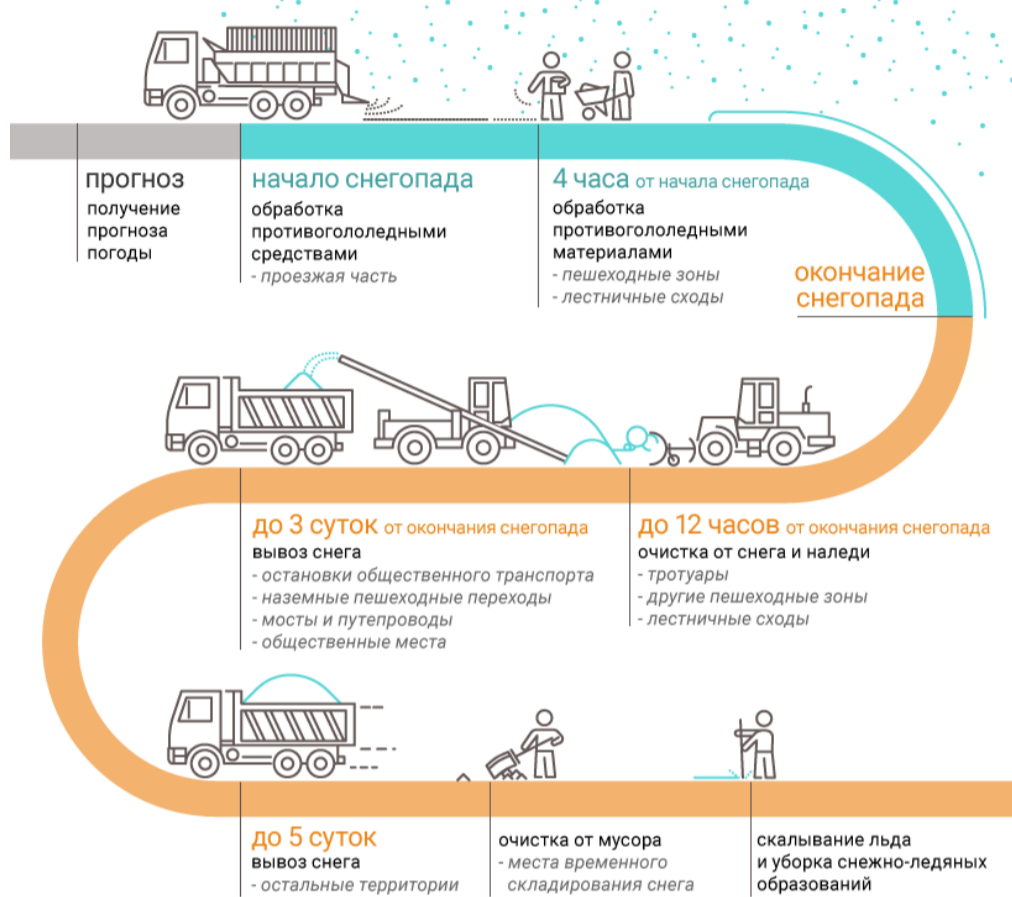 прогноз
получение
прогноза
погоды
начало снегопада
обработка
противогололедными
средствами
- проезжая часть
4 часа от начала снегопада
обработка
противогололедными
материалами
- пешеходные зоны
- лестничные сходы
окончание
снегопада
до 12 часов от окончания снегопада
очистка от снега и наледи
- тротуары
- другие пешеходные зоны
- лестничные сходы
до 3 суток от окончания снегопада
вывоз снега
- остановки общественного транспорта
- наземные пешеходные переходы
- мосты и путепроводы
- общественные места
до 5 суток
вывоз снега
- остальные территории
очистка от мусора
- места временного
складирования снега
скалывание льда
и уборка снежно-ледяных
образований